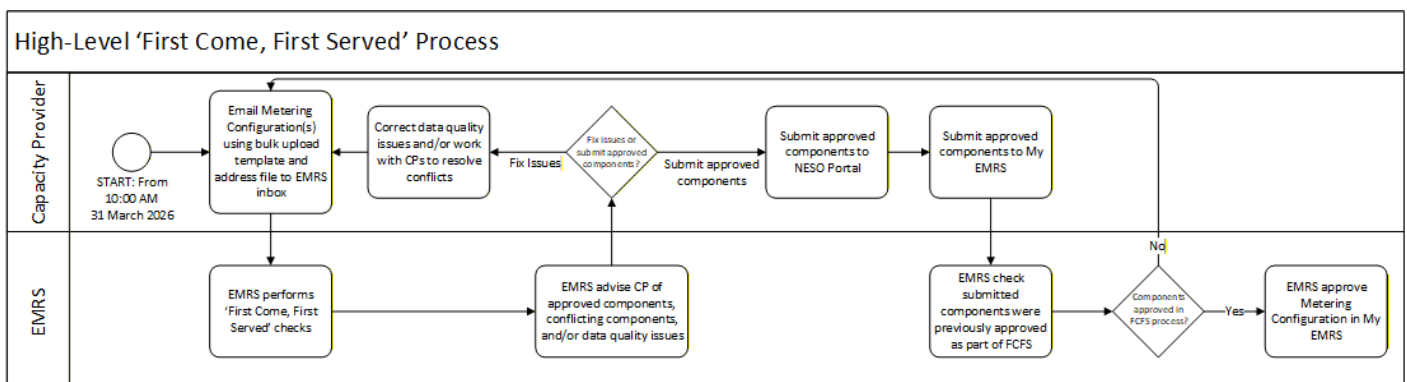 High-Level ‘First Come, First Served’ Process
Capacity Provider
START: From
10:00 AM
31 March 2026
Email Metering
Configuration(s)
using bulk upload
template and
address file to EMRS
inbox
Correct data quality
issues and/or work
with CPs to resolve
conflicts
Fix Issues
Fix issues or
submit approved
components?
Submit approved
components
Submit approved
components to
NESO Portal
Submit approved
components to My
EMRS
EMRS
EMRS performs
‘First Come, First
Served’ checks
EMRS advise CP of
approved components,
conflicting components,
and/or data quality issues
EMRS check
submitted
components were
previously approved
as part of FCFS
No
Components
approved in
FCFS process?
Yes
EMRS approve
Metering
Configuration in My
EMRS